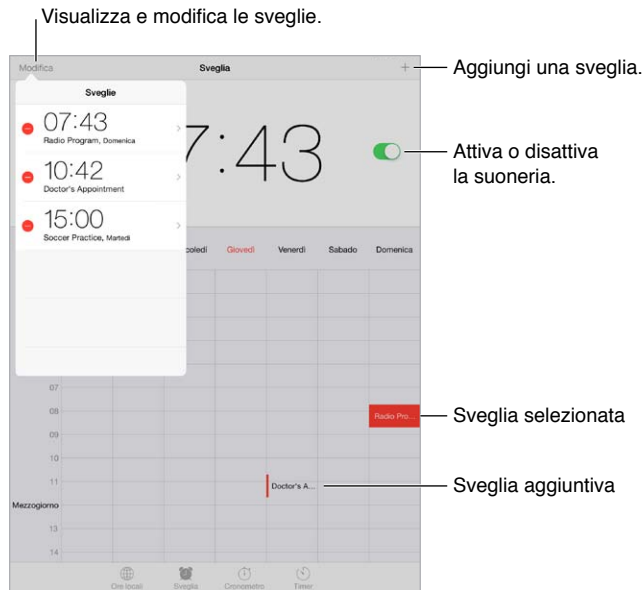 Visualizza e modifica le sveglie.
Modifica
Sveglia
+
Aggiungi una sveglia.
Sveglie
07:43
Radio Program, Domenica
7:43
Attiva o disattiva
la suoneria.
10:42
Doctor's Appointment
15:00
Soccer Practice, Martedì
coledì Giovedì Venerdì Sabato Domenica
07
08
Radio Pro...
Sveglia selezionata
09
10
11
Doctor's A...
Sveglia aggiuntiva
Mezzogiorno
13
14
Ore locali Sveglia Cronometro Timer